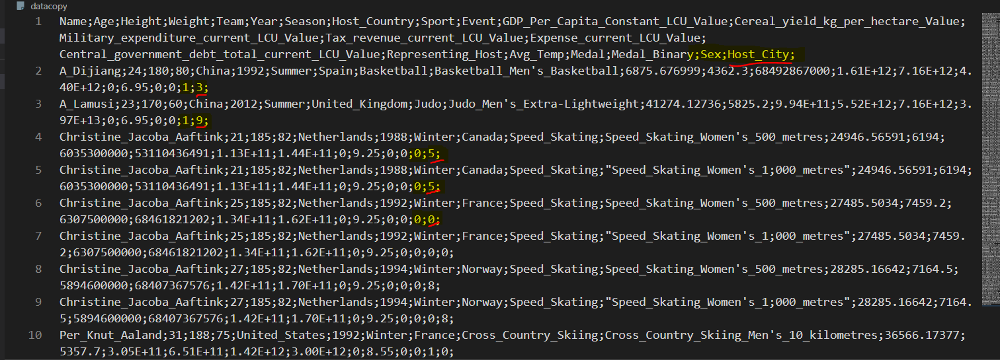 datacopy
1 Name;Age;Height;Weight;Team;Year;Season;Host_Country;Sport;Event;GDP_Per_Capita_Constant_LCU_Value;Cereal_yield_kg_per_hectare_Value;
Military_expenditure_current_LCU_Value;Tax_revenue_current_LCU_Value;Expense_current_LCU_Value;
Central_government_debt_total_current_LCU_Value;Representing_Host;Avg_Temp;Medal;Medal_Binary;Sex;Host_City;
2 A_Dijiang;24;180;80;China;1992;Summer;Spain;Basketball;Basketball_Men's_Basketball;6875.676999;4362.3;68492867000;1.61E+12;7.16E+12;4.
40E+12;0;6.95;0;0;1;3;
3 A_Lamusi;23;170;60;China;2012;Summer;United_Kingdom;Judo;Judo_Men's_Extra-Lightweight;41274.12736;5825.2;9.94E+11;5.52E+12;7.16E+12;3.
97E+13;0;6.95;0;0;1;9;
4 Christine_Jacoba_Aaftink;21;185;82;Netherlands;1988;Winter;Canada;Speed_Skating;Speed_Skating_Women's_500_metres;24946.56591;6194;
6035300000;53110436491;1.13E+11;1.44E+11;0;9.25;0;0;0;5;
5 Christine_Jacoba_Aaftink;21;185;82;Netherlands;1988;Winter;Canada;Speed_Skating;"Speed_Skating_Women's_1;000_metres";24946.56591;6194;
6035300000;53110436491;1.13E+11;1.44E+11;0;9.25;0;0;0;5;
6 Christine_Jacoba_Aaftink;25;185;82;Netherlands;1992;Winter;France;Speed_Skating;Speed_Skating_Women's_500_metres;27485.5034;7459.2;
6307500000;68461821202;1.34E+11;1.62E+11;0;9.25;0;0;0;0;
7 Christine_Jacoba_Aaftink;25;185;82;Netherlands;1992;Winter;France;Speed_Skating;"Speed_Skating_Women's_1;000_metres";27485.5034;7459.
2;6307500000;68461821202;1.34E+11;1.62E+11;0;9.25;0;0;0;0;
8 Christine_Jacoba_Aaftink;27;185;82;Netherlands;1994;Winter;Norway;Speed_Skating;Speed_Skating_Women's_500_metres;28285.16642;7164.5;
5894600000;68407367576;1.42E+11;1.70E+11;0;9.25;0;0;0;8;
9 Christine_Jacoba_Aaftink;27;185;82;Netherlands;1994;Winter;Norway;Speed_Skating;"Speed_Skating_Women's_1;000_metres";28285.16642;7164.
5;5894600000;68407367576;1.42E+11;1.70E+11;0;9.25;0;0;0;8;
10 Per_Knut_Aaland;31;188;75;United_States;1992;Winter;France;Cross_Country_Skiing;Cross_Country_Skiing_Men's_10_kilometres;36566.17377;
5357.7;3.05E+11;6.51E+11;1.42E+12;3.00E+12;0;8.55;0;0;1;0;